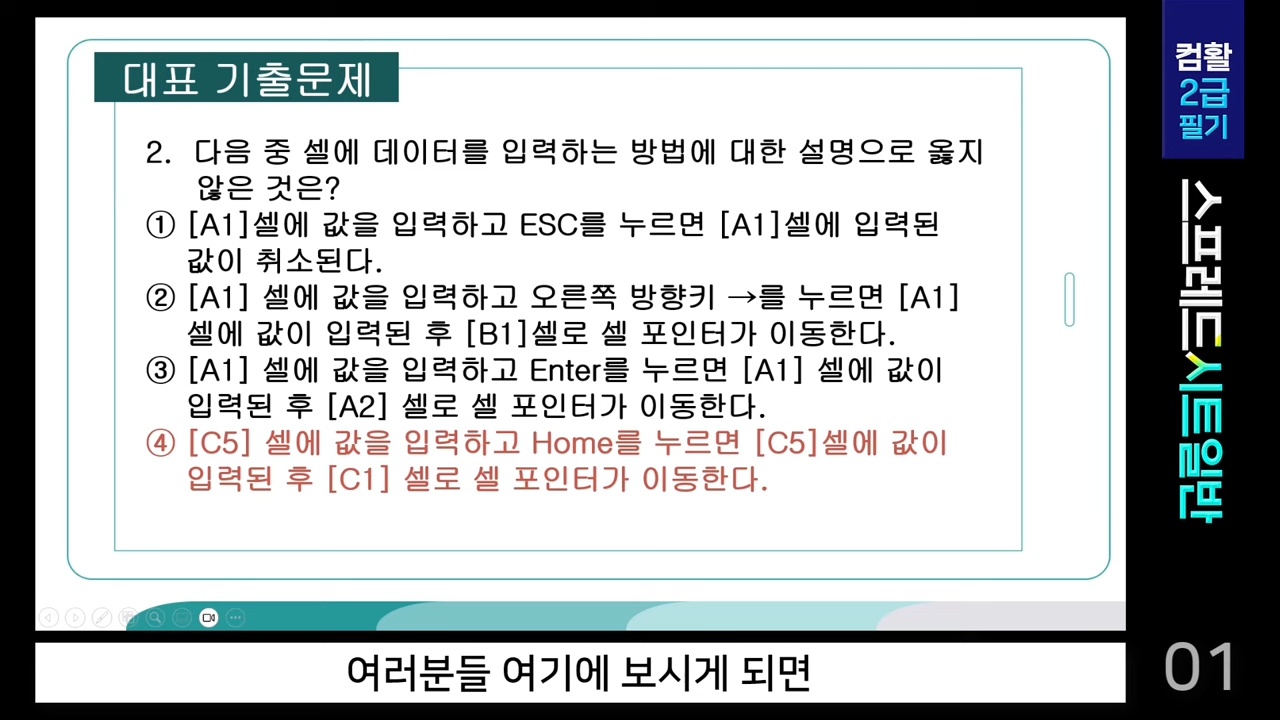 대표 기출문제
2. 다음 중 셀에 데이터를 입력하는 방법에 대한 설명으로 옳지
않은 것은?
① [A1]셀에 값을 입력하고 ESC를 누르면 [A1]셀에 입력된
값이 취소된다.
② [A1] 셀에 값을 입력하고 오른쪽 방향키 →를 누르면 [A1]
셀에 값이 입력된 후 [B1]셀로 셀 포인터가 이동한다.
③ [A1] 셀에 값을 입력하고 Enter를 누르면 [A1] 셀에 값이
입력된 후 [A2] 셀로 셀 포인터가 이동한다.
④ [C5] 셀에 값을 입력하고 Home를 누르면 [C5]셀에 값이
입력된 후 [C1] 셀로 셀 포인터가 이동한다.
여러분들 여기에 보시게 되면
컴활
2급
필기
스프레드시트일반
01